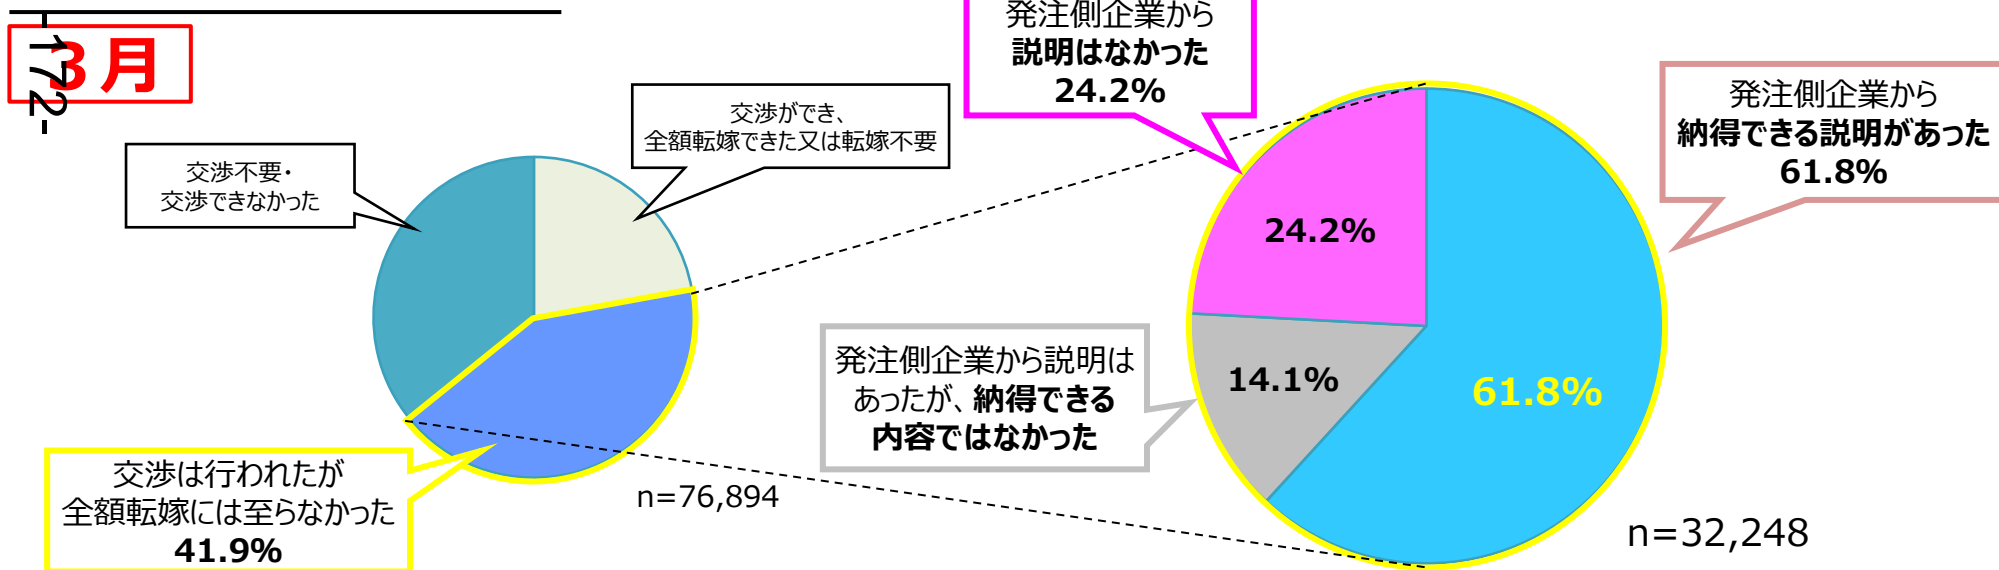 -172-
3月
交渉不要・
交渉できなかった
交渉ができ、
全額転嫁できた又は転嫁不要
交渉は行われたが
全額転嫁には至らなかった
41.9%
n=76,894
発注側企業から
説明はなかった
24.2%
発注側企業から
納得できる説明があった
61.8%
発注側企業から説明は
あったが、納得できる
内容ではなかった
24.2%
14.1%
61.8%
n=32,248